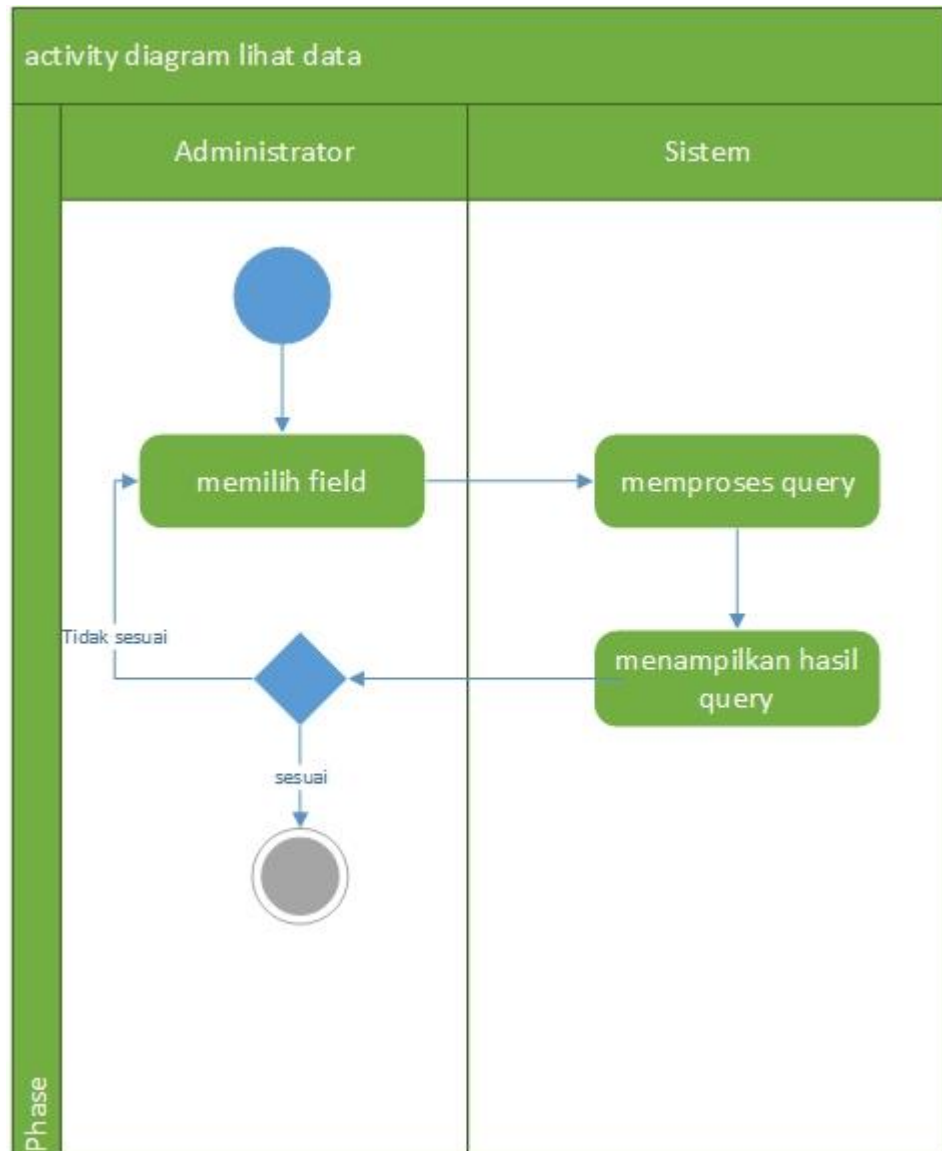 activity diagram lihat data
Administrator
Sistem
memilih field
memproses query
Tidak sesuai
menampilkan hasil
query
sesuai
Phase